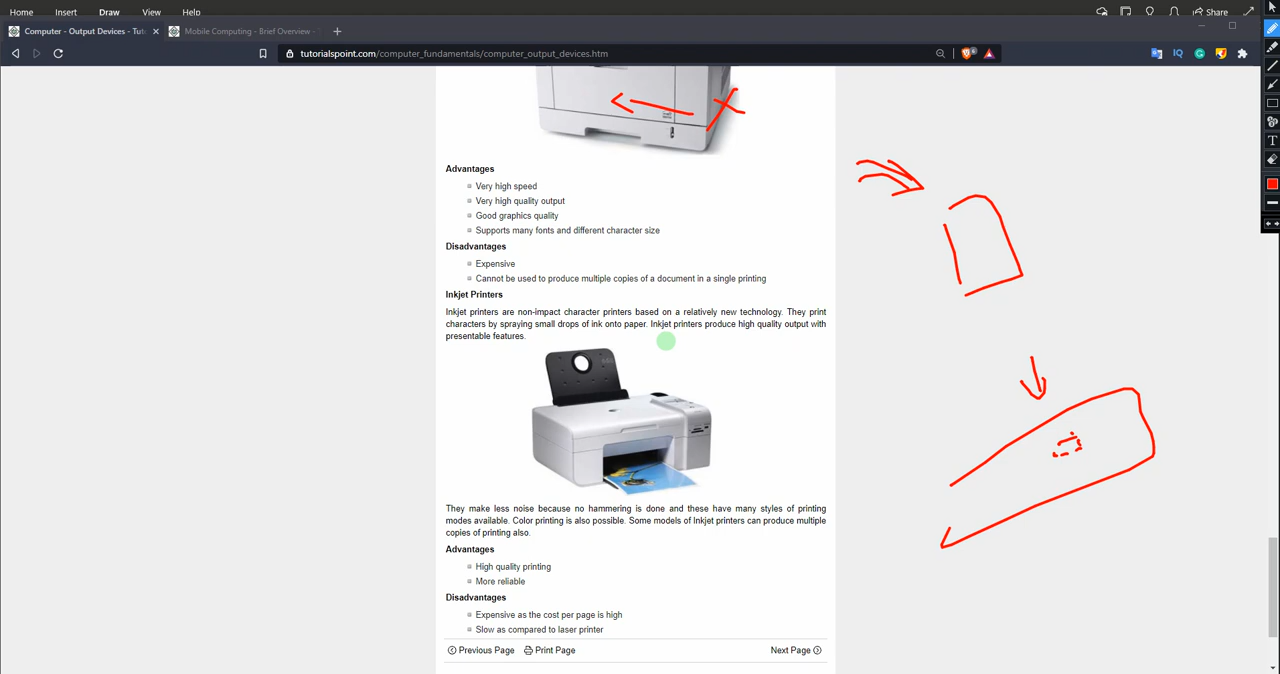 Home Insert Draw View Help Share
Computer - Output Devices - Tuto
Mobile Computing - Brief Overview -
tutorialspoint.com/computer_fundamentals/computer_output_devices.htm
IQ
Advantages
Very high speed
Very high quality output
Good graphics quality
Supports many fonts and different character size
Disadvantages
Expensive
Cannot be used to produce multiple copies of a document in a single printing
Inkjet Printers
Inkjet printers are non-impact character printers based on a relatively new technology. They print
characters by spraying small drops of ink onto paper. Inkjet printers produce high quality output with
presentable features.
They make less noise because no hammering is done and these have many styles of printing
modes available. Color printing is also possible. Some models of Inkjet printers can produce multiple
copies of printing also.
Advantages
High quality printing
More reliable
Disadvantages
Expensive as the cost per page is high
Slow as compared to laser printer
Previous Page Print Page Next Page